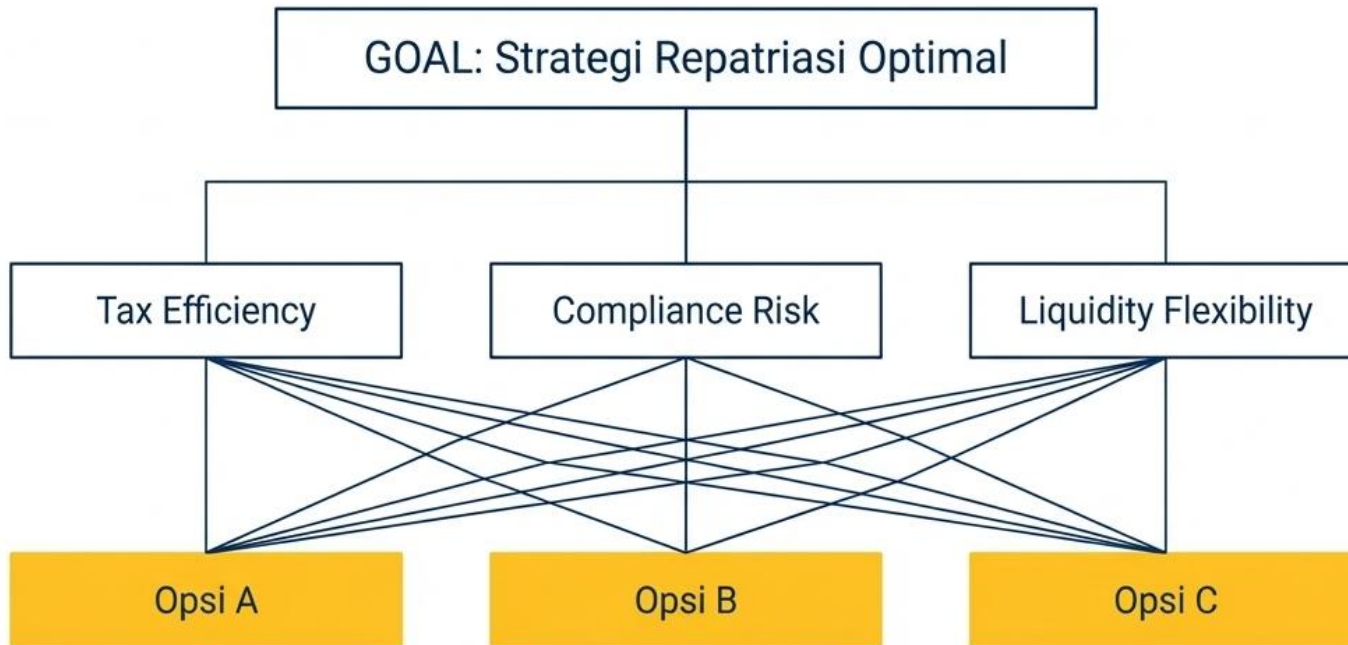 GOAL: Strategi Repatriasi Optimal
Tax Efficiency
Compliance Risk
Liquidity Flexibility
Opsi A
Opsi B
Opsi C